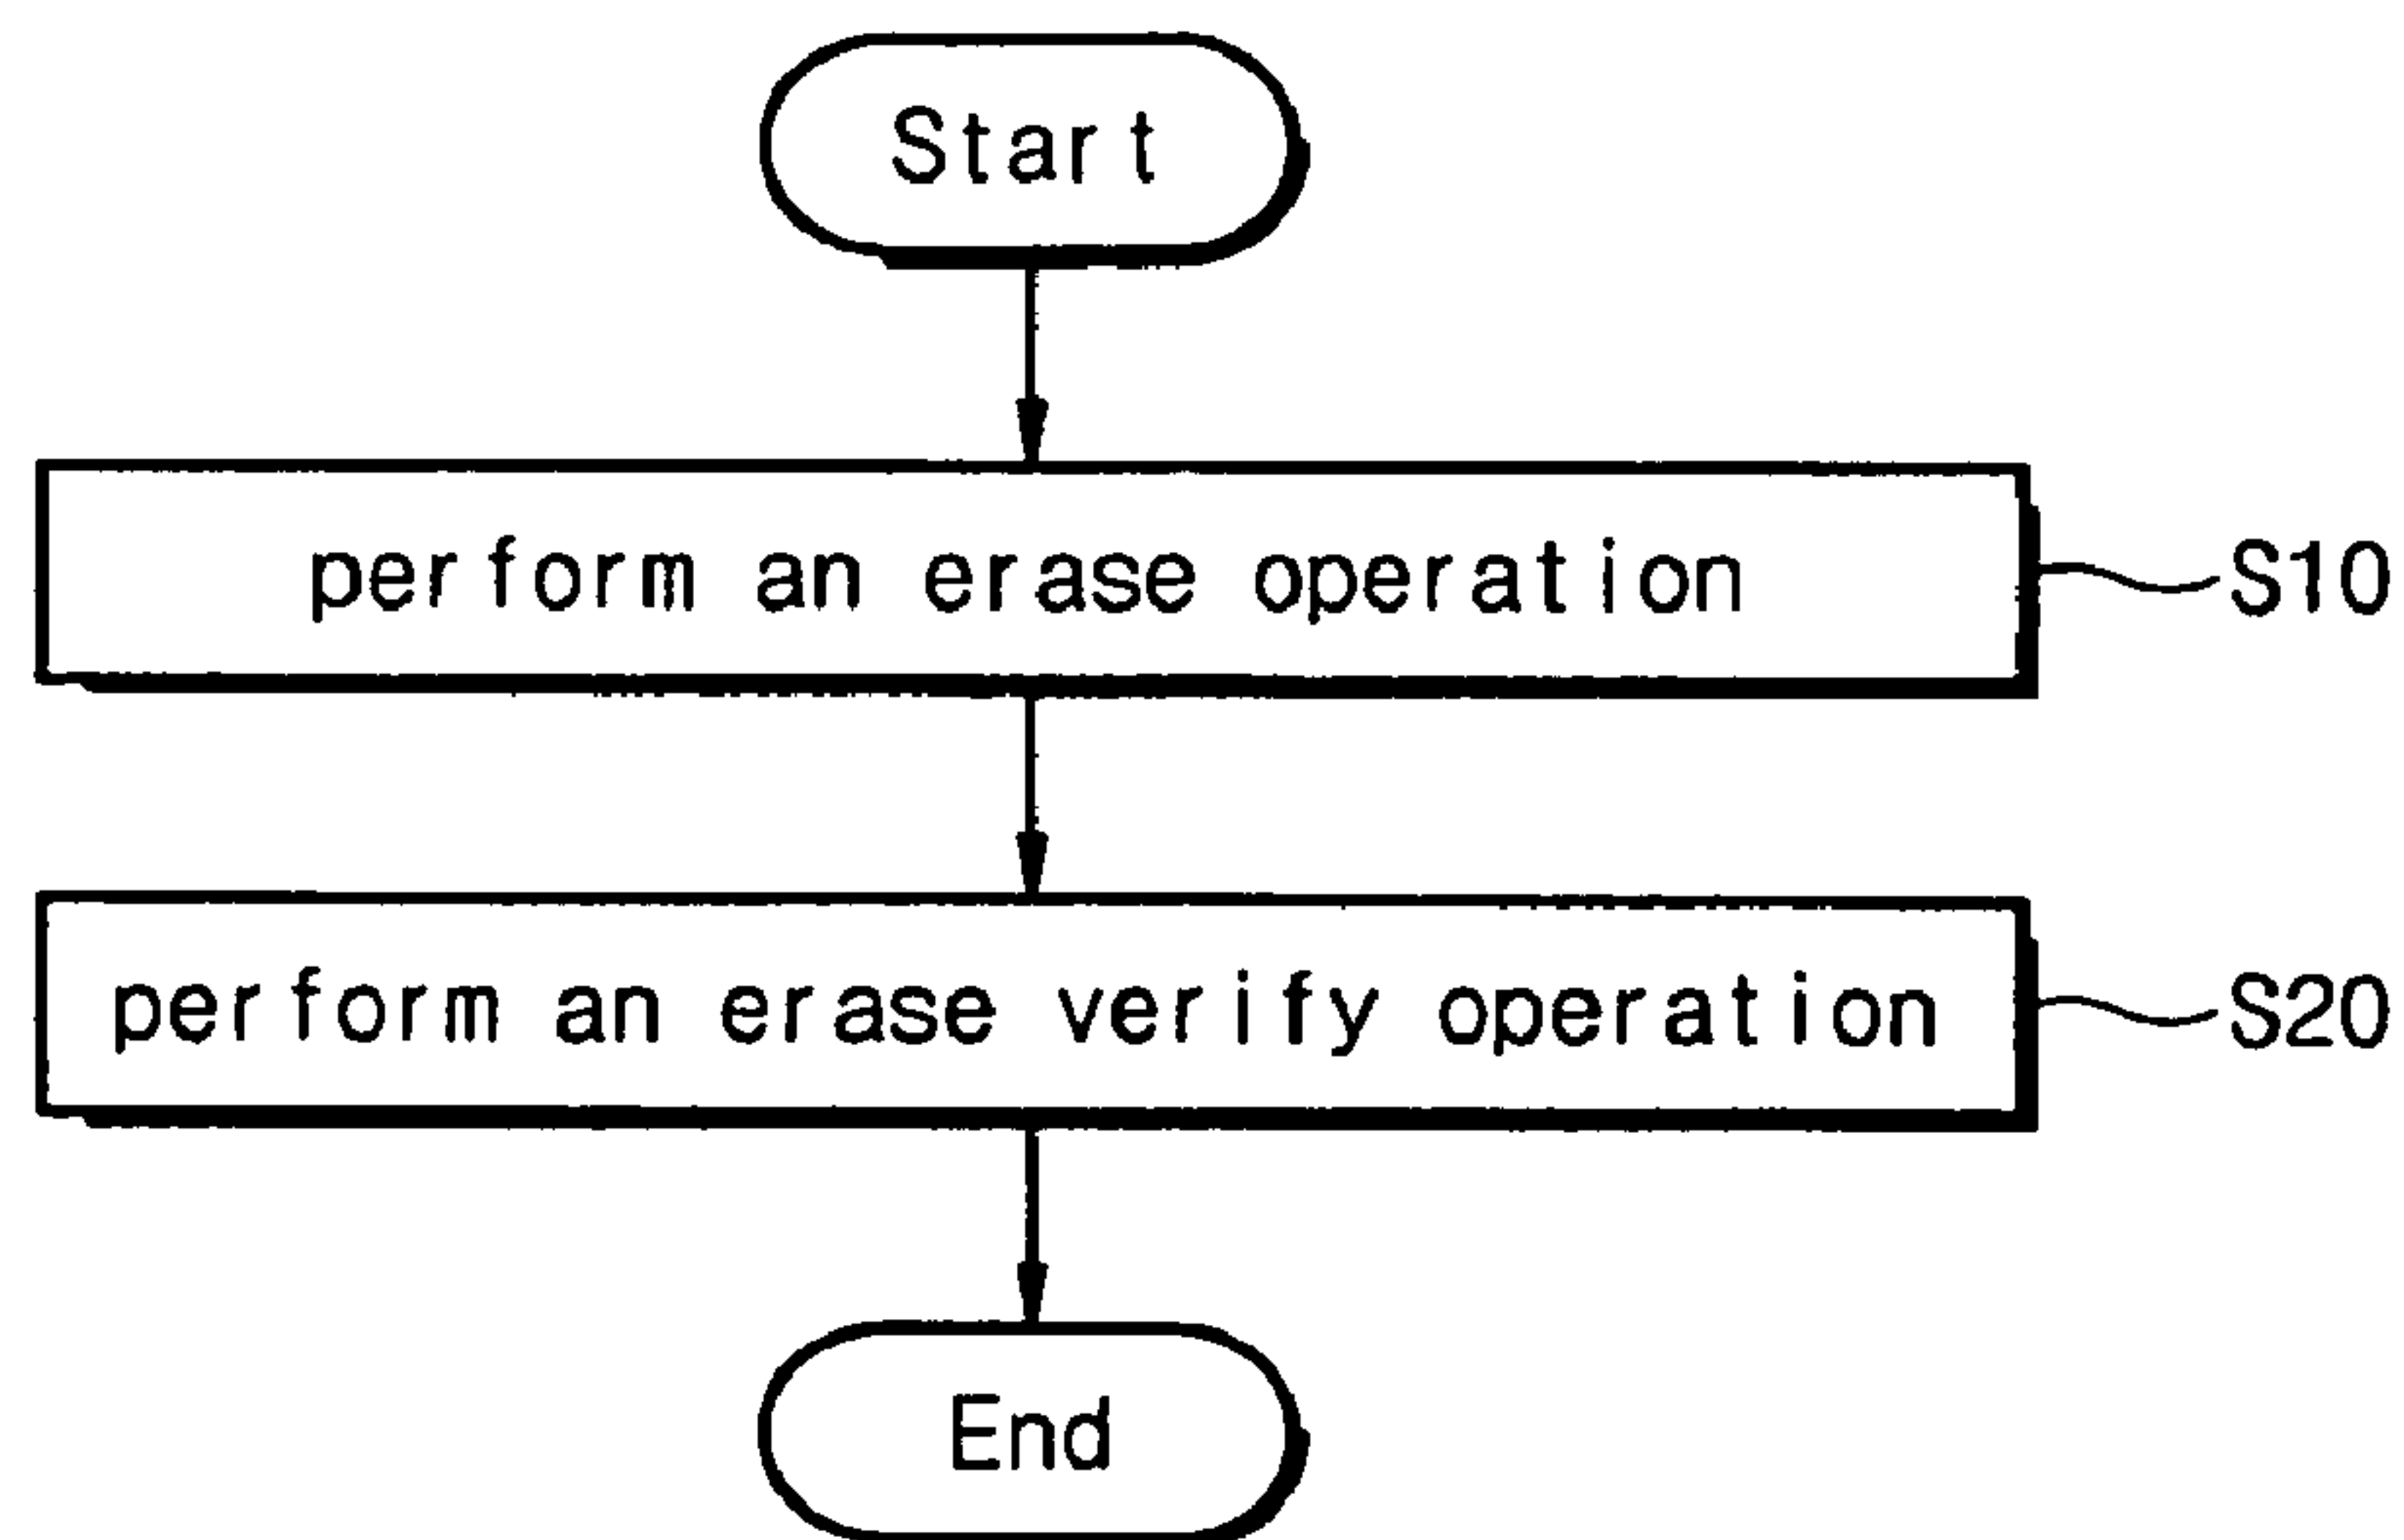 Start
perform an erase operation
S10
perform an erase verify operation
S20
End